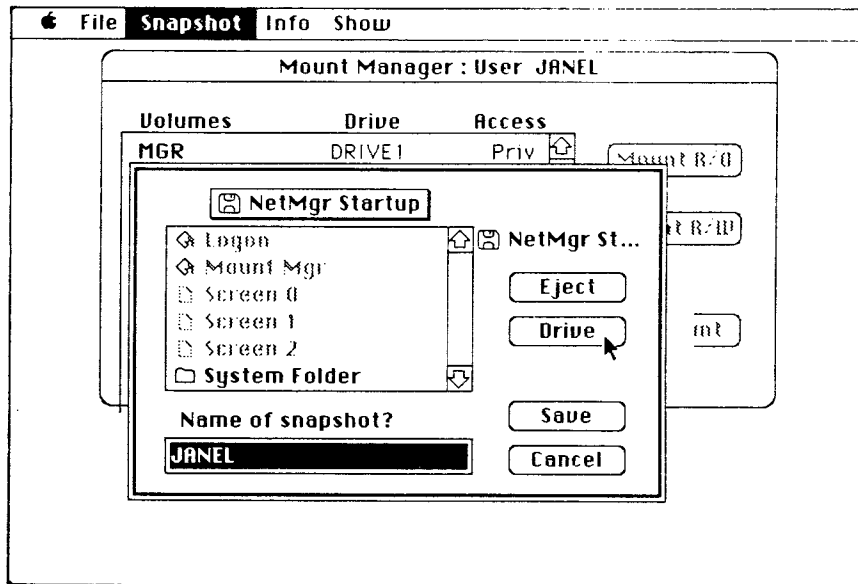 File Snapshot Info Show
Mount Manager : User JANEL
Volumes Drive Access
MGR DRIVE1 Priv
Mount R/O
NetMgr Startup
Logon
Mount Mgr
Screen 0
Screen 1
Screen 2
System Folder
NetMgr St...
Eject
Drive
nt R/W
mt
Name of snapshot?
JANEL
Save
Cancel